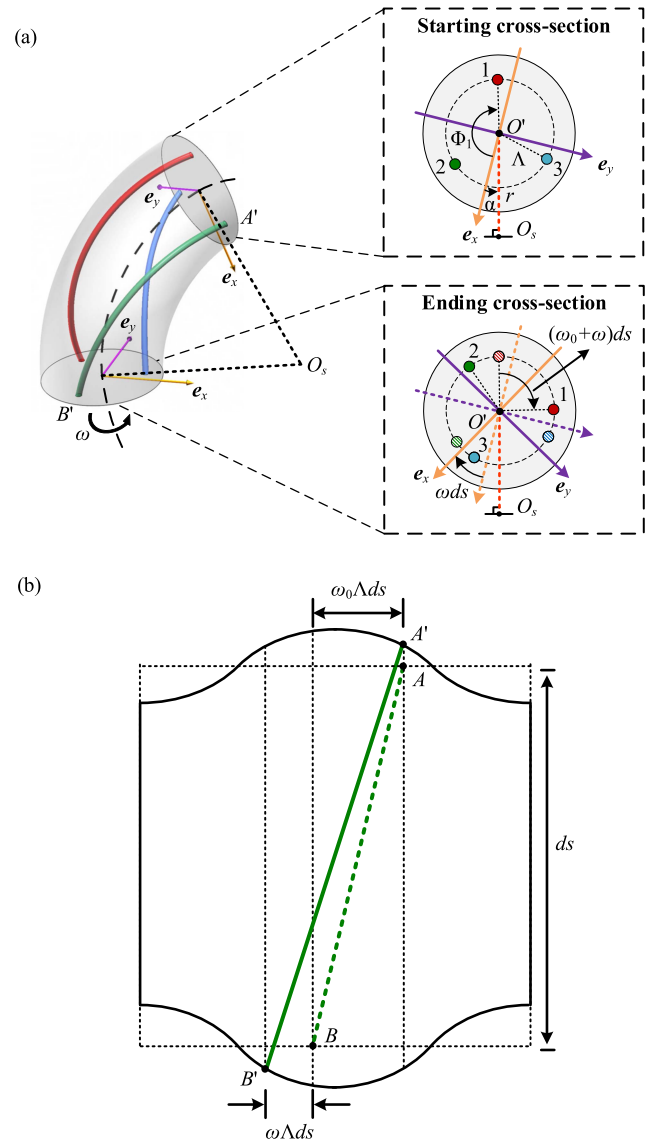 (a)
Starting cross-section
1
O'
Φ₁
Λ
e_y
2
3
r
α
e_x
O_s
e_y
A'
e_x
e_y
O_s
e_x
B'
ω
Ending cross-section
(ω₀+ω)ds
2
1
O'
3
e_x
e_y
ωds
O_s
(b)
ω₀Λds
A'
A
ds
B
B'
ωΛds